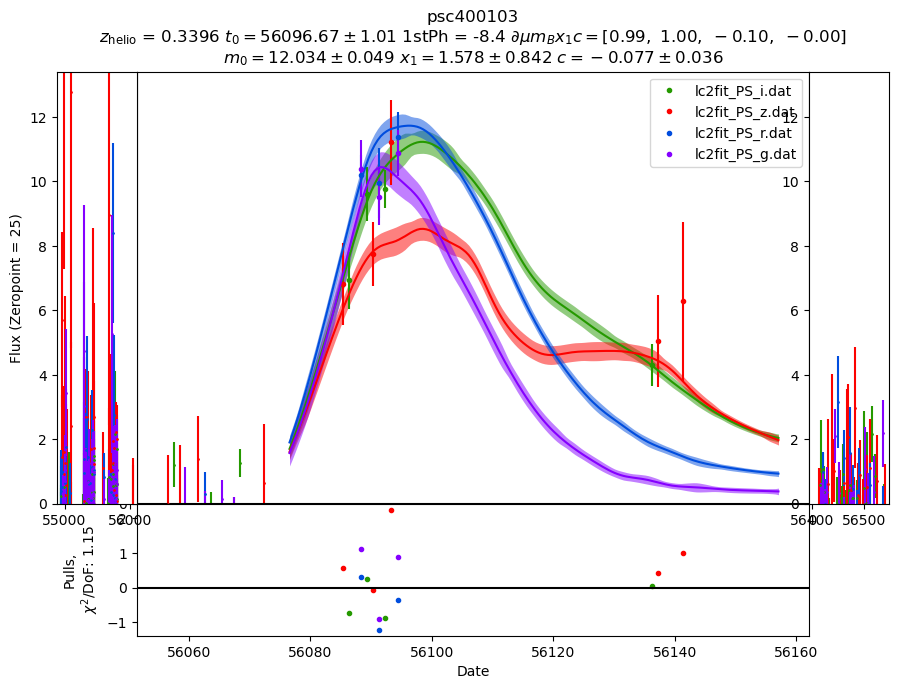 psc400103
z_helio = 0.3396 t_0 = 56096.67 ± 1.01 1stPh = -8.4 ∂μm_Bx_1c = [0.99, 1.00, −0.10, −0.00]
m_0 = 12.034 ± 0.049 x_1 = 1.578 ± 0.842 c = −0.077 ± 0.036
lc2fit_PS_i.dat
lc2fit_PS_z.dat
lc2fit_PS_r.dat
lc2fit_PS_g.dat
Flux (Zeropoint = 25)
12
10
8
6
4
2
0
12
10
8
6
4
2
0
55000
56500
Pulls,
χ²/DoF: 1.15
1
0
−1
56060
56080
56100
56120
56140
56160
Date